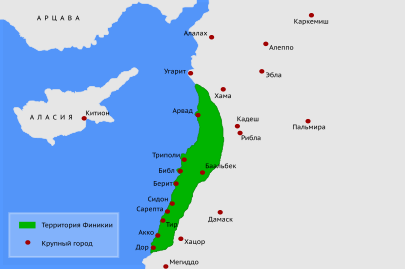 АРЦАВА
Каркемиш
Алалах
Алеппо
Угарит
Эбла
Хама
АЛАСИЯ
Китион
Арвад
Кадеш
Пальмира
Рибла
Триполи
Баальбек
Библ
Берит
Сидон
Сарепта
Дамаск
Тир
Акко
Хацор
Дор
Мегиддо
Территория Финикии
Крупный город